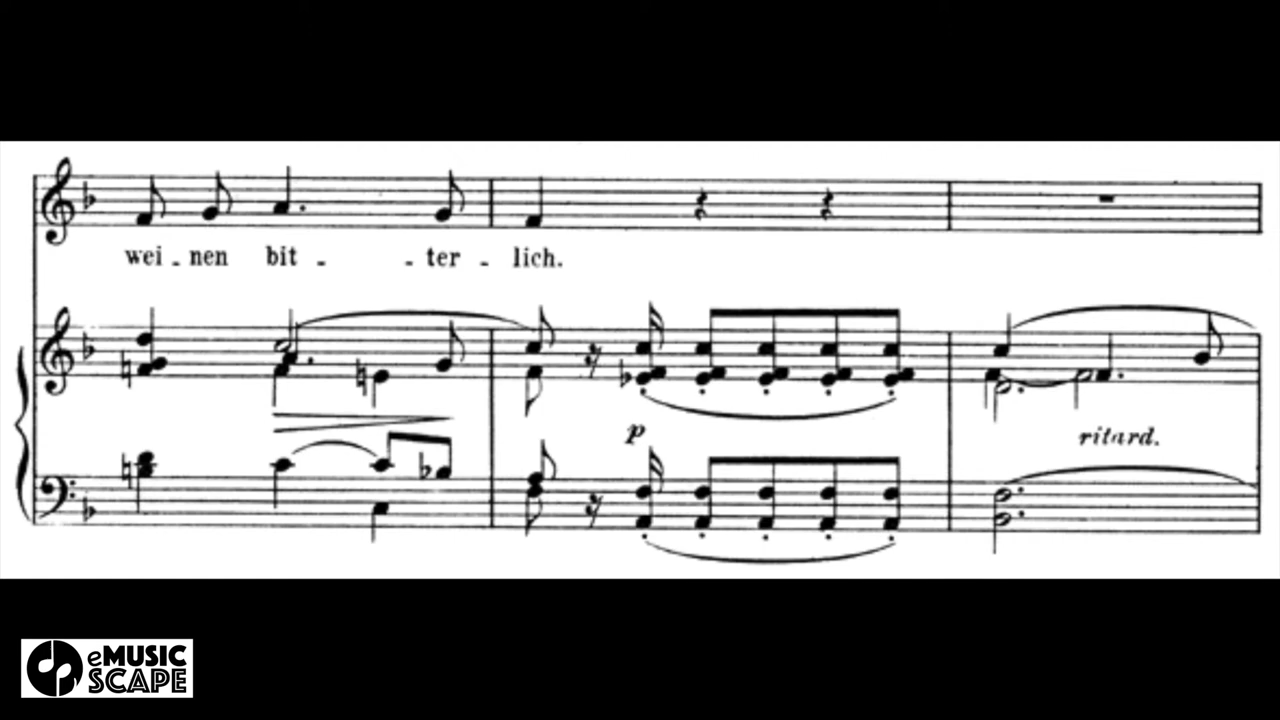 wei - nen bit - - ter - lich.
p
ritard.
eMUSIC
SCAPE